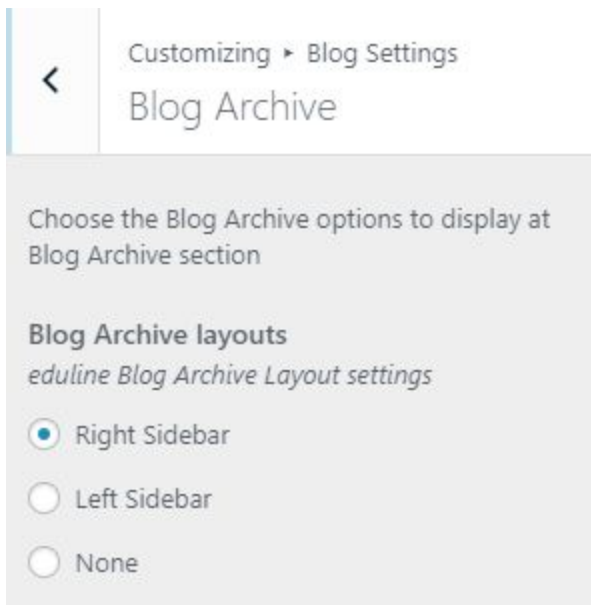 Customizing ▸ Blog Settings
Blog Archive
Choose the Blog Archive options to display at
Blog Archive section
Blog Archive layouts
eduline Blog Archive Layout settings
Right Sidebar
Left Sidebar
None